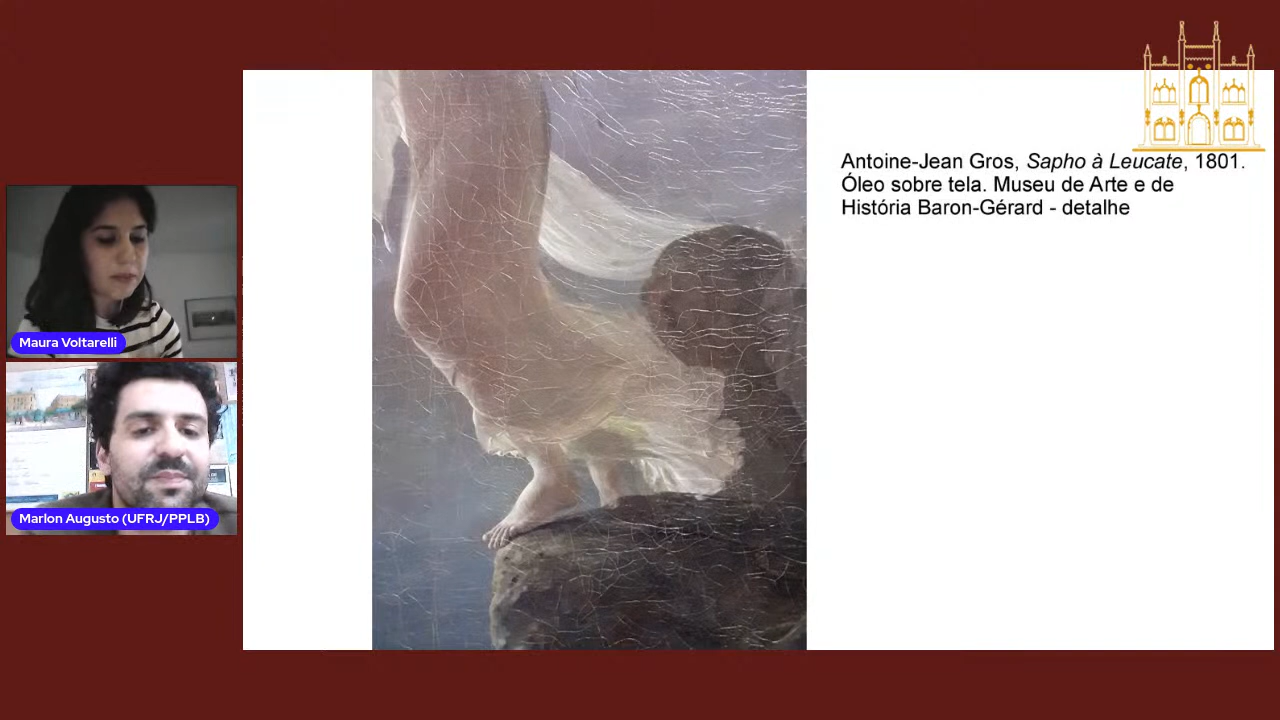 Antoine-Jean Gros, Sapho à Leucate, 1801.
Óleo sobre tela. Museu de Arte e de
História Baron-Gérard - detalhe
Maura Voltarelli
Marlon Augusto (UFRJ/PPLB)